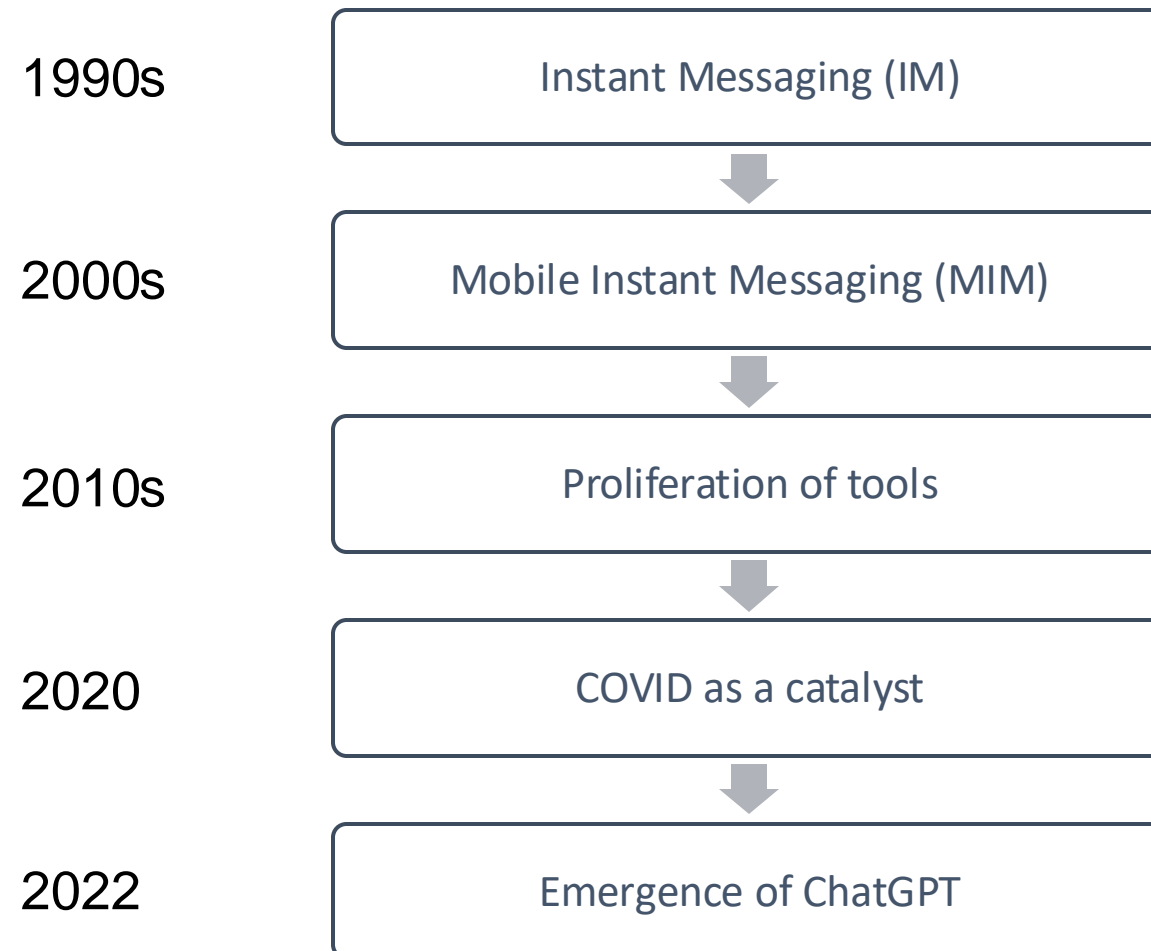 1990s
Instant Messaging (IM)
2000s
Mobile Instant Messaging (MIM)
2010s
Proliferation of tools
2020
COVID as a catalyst
2022
Emergence of ChatGPT